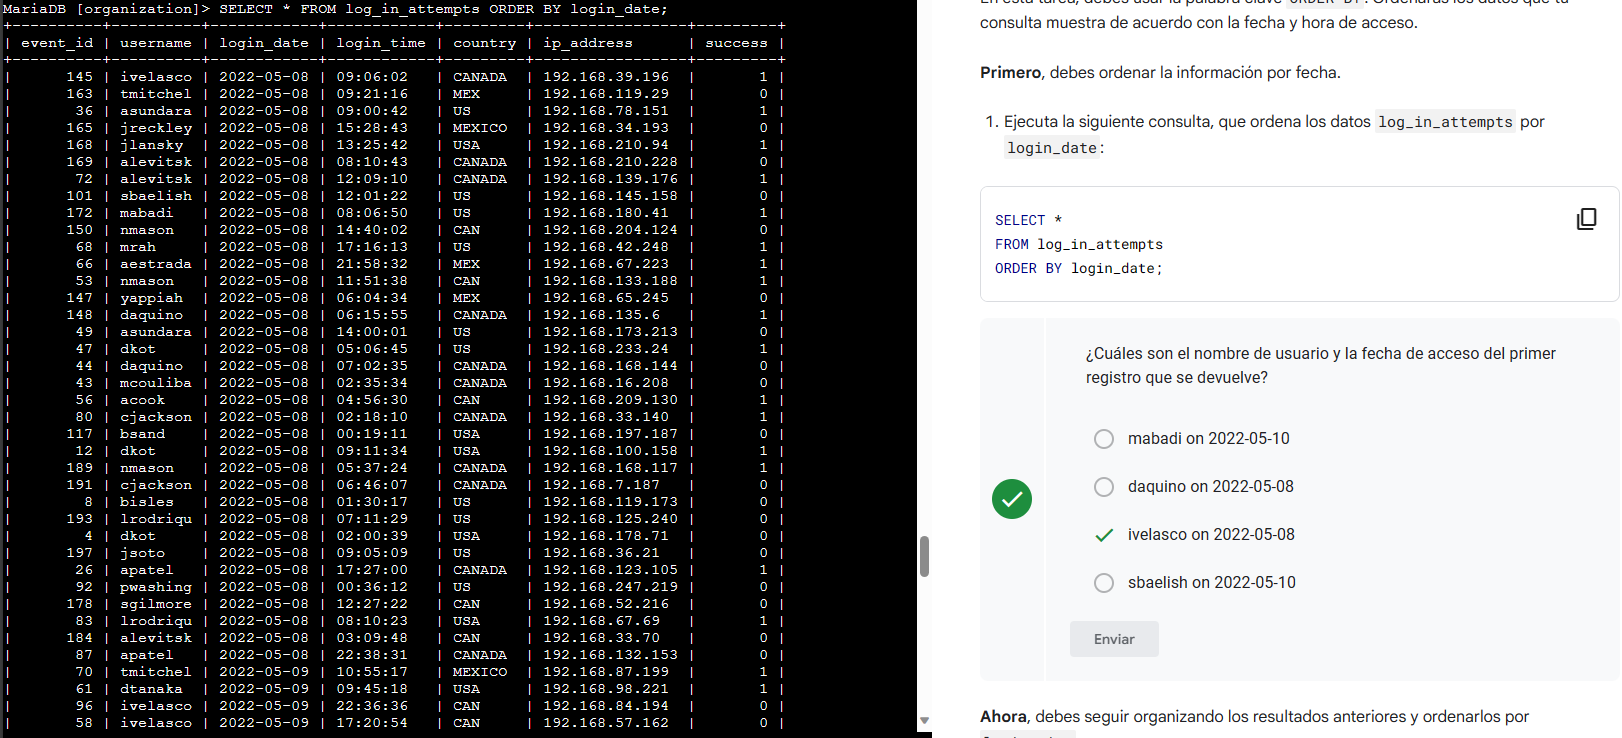 MariaDB [organization]> SELECT * FROM log_in_attempts ORDER BY login_date;
+----------+----------+------------+------------+---------+-----------------+---------+
| event_id | username | login_date | login_time | country | ip_address      | success |
+----------+----------+------------+------------+---------+-----------------+---------+
|      145 | ivelasco | 2022-05-08 | 09:06:02   | CANADA  | 192.168.39.196  |       1 |
|      163 | tmitchel | 2022-05-08 | 09:21:16   | MEX     | 192.168.119.29  |       0 |
|       36 | asundara | 2022-05-08 | 09:00:42   | US      | 192.168.78.151  |       1 |
|      165 | jreckley | 2022-05-08 | 15:28:43   | MEXICO  | 192.168.34.193  |       0 |
|      168 | jlansky  | 2022-05-08 | 13:25:42   | USA     | 192.168.210.94  |       1 |
|      169 | alevitsk | 2022-05-08 | 08:10:43   | CANADA  | 192.168.210.228 |       0 |
|       72 | alevitsk | 2022-05-08 | 12:09:10   | CANADA  | 192.168.139.176 |       1 |
|      101 | sbaelish | 2022-05-08 | 12:01:22   | US      | 192.168.145.158 |       0 |
|      172 | mabadi   | 2022-05-08 | 08:06:50   | US      | 192.168.180.41  |       1 |
|      150 | nmason   | 2022-05-08 | 14:40:02   | CAN     | 192.168.204.124 |       0 |
|       68 | mrah     | 2022-05-08 | 17:16:13   | US      | 192.168.42.248  |       1 |
|       66 | aestrada | 2022-05-08 | 21:58:32   | MEX     | 192.168.67.223  |       1 |
|       53 | nmason   | 2022-05-08 | 11:51:38   | CAN     | 192.168.133.188 |       1 |
|      147 | yappiah  | 2022-05-08 | 06:04:34   | MEX     | 192.168.65.245  |       0 |
|      148 | daquino  | 2022-05-08 | 06:15:55   | CANADA  | 192.168.135.6   |       1 |
|       49 | asundara | 2022-05-08 | 14:00:01   | US      | 192.168.173.213 |       0 |
|       47 | dkot     | 2022-05-08 | 05:06:45   | US      | 192.168.233.24  |       1 |
|       44 | daquino  | 2022-05-08 | 07:02:35   | CANADA  | 192.168.168.144 |       0 |
|       43 | mcouliba | 2022-05-08 | 02:35:34   | CANADA  | 192.168.16.208  |       0 |
|       56 | acook    | 2022-05-08 | 04:56:30   | CAN     | 192.168.209.130 |       1 |
|       80 | cjackson | 2022-05-08 | 02:18:10   | CANADA  | 192.168.33.140  |       1 |
|      117 | bsand    | 2022-05-08 | 00:19:11   | USA     | 192.168.197.187 |       0 |
|       12 | dkot     | 2022-05-08 | 09:11:34   | USA     | 192.168.100.158 |       1 |
|      189 | nmason   | 2022-05-08 | 05:37:24   | CANADA  | 192.168.168.117 |       1 |
|      191 | cjackson | 2022-05-08 | 06:46:07   | CANADA  | 192.168.7.187   |       0 |
|        8 | bisles   | 2022-05-08 | 01:30:17   | US      | 192.168.119.173 |       0 |
|      193 | lrodriqu | 2022-05-08 | 07:11:29   | US      | 192.168.125.240 |       0 |
|        4 | dkot     | 2022-05-08 | 02:00:39   | USA     | 192.168.178.71  |       0 |
|      197 | jsoto    | 2022-05-08 | 09:05:09   | US      | 192.168.36.21   |       0 |
|       26 | apatel   | 2022-05-08 | 17:27:00   | CANADA  | 192.168.123.105 |       1 |
|       92 | pwashing | 2022-05-08 | 00:36:12   | US      | 192.168.247.219 |       0 |
|      178 | sgilmore | 2022-05-08 | 12:27:22   | CAN     | 192.168.52.216  |       0 |
|       83 | lrodriqu | 2022-05-08 | 08:10:23   | USA     | 192.168.67.69   |       1 |
|      184 | alevitsk | 2022-05-08 | 03:09:48   | CAN     | 192.168.33.70   |       0 |
|       87 | apatel   | 2022-05-08 | 22:38:31   | CANADA  | 192.168.132.153 |       0 |
|       70 | tmitchel | 2022-05-09 | 10:55:17   | MEXICO  | 192.168.87.199  |       1 |
|       61 | dtanaka  | 2022-05-09 | 09:45:18   | USA     | 192.168.98.221  |       1 |
|       96 | ivelasco | 2022-05-09 | 22:36:36   | CAN     | 192.168.84.194  |       0 |
|       58 | ivelasco | 2022-05-09 | 17:20:54   | CAN     | 192.168.57.162  |       0 |
consulta muestra de acuerdo con la fecha y hora de acceso.
Primero, debes ordenar la información por fecha.
1. Ejecuta la siguiente consulta, que ordena los datos log_in_attempts por
login_date:
SELECT *
FROM log_in_attempts
ORDER BY login_date;
¿Cuáles son el nombre de usuario y la fecha de acceso del primer
registro que se devuelve?
mabadi on 2022-05-10
daquino on 2022-05-08
ivelasco on 2022-05-08
sbaelish on 2022-05-10
Enviar
Ahora, debes seguir organizando los resultados anteriores y ordenarlos por